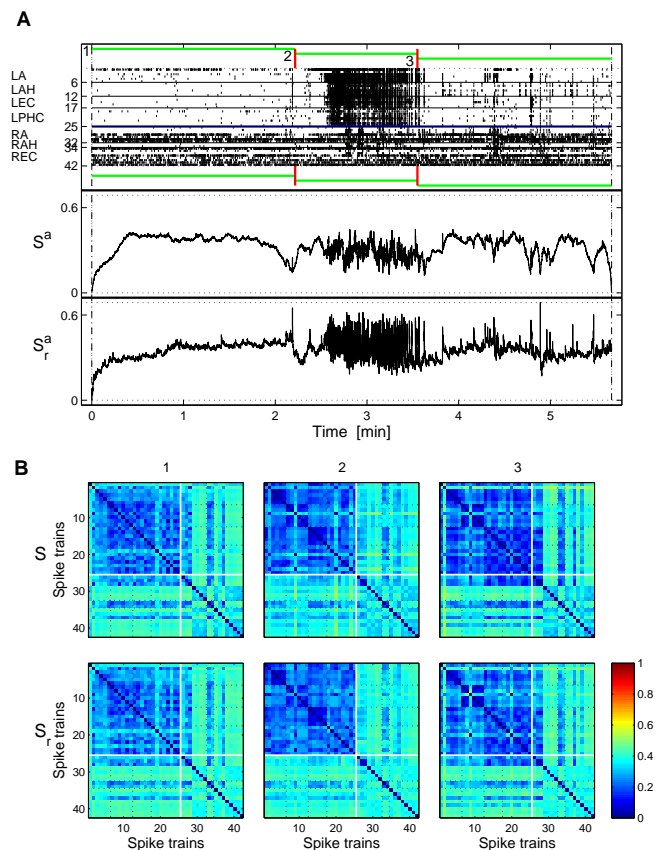 A
1
2
3
LA
6
LAH
12
LEC
17
LPHC
25
RA
32
RAH
34
REC
42
0.6
S^a
0
0.6
S_r^a
0
0 1 2 3 4 5
Time [min]
B
1 2 3
10
20
30
40
S
Spike trains
10
20
30
40
S_r
Spike trains
10 20 30 40
10 20 30 40
10 20 30 40
Spike trains Spike trains Spike trains
1
0.8
0.6
0.4
0.2
0